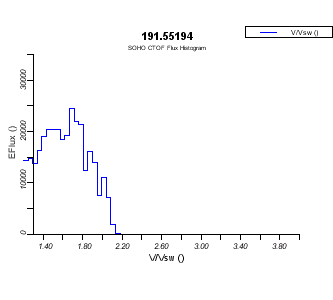 V/Vsw ()
191.55194
SOHO CTOF Flux Histogram
30000
20000
10000
0
EFlux ()
1.40 1.80 2.20 2.60 3.00 3.40 3.80
V/Vsw ()